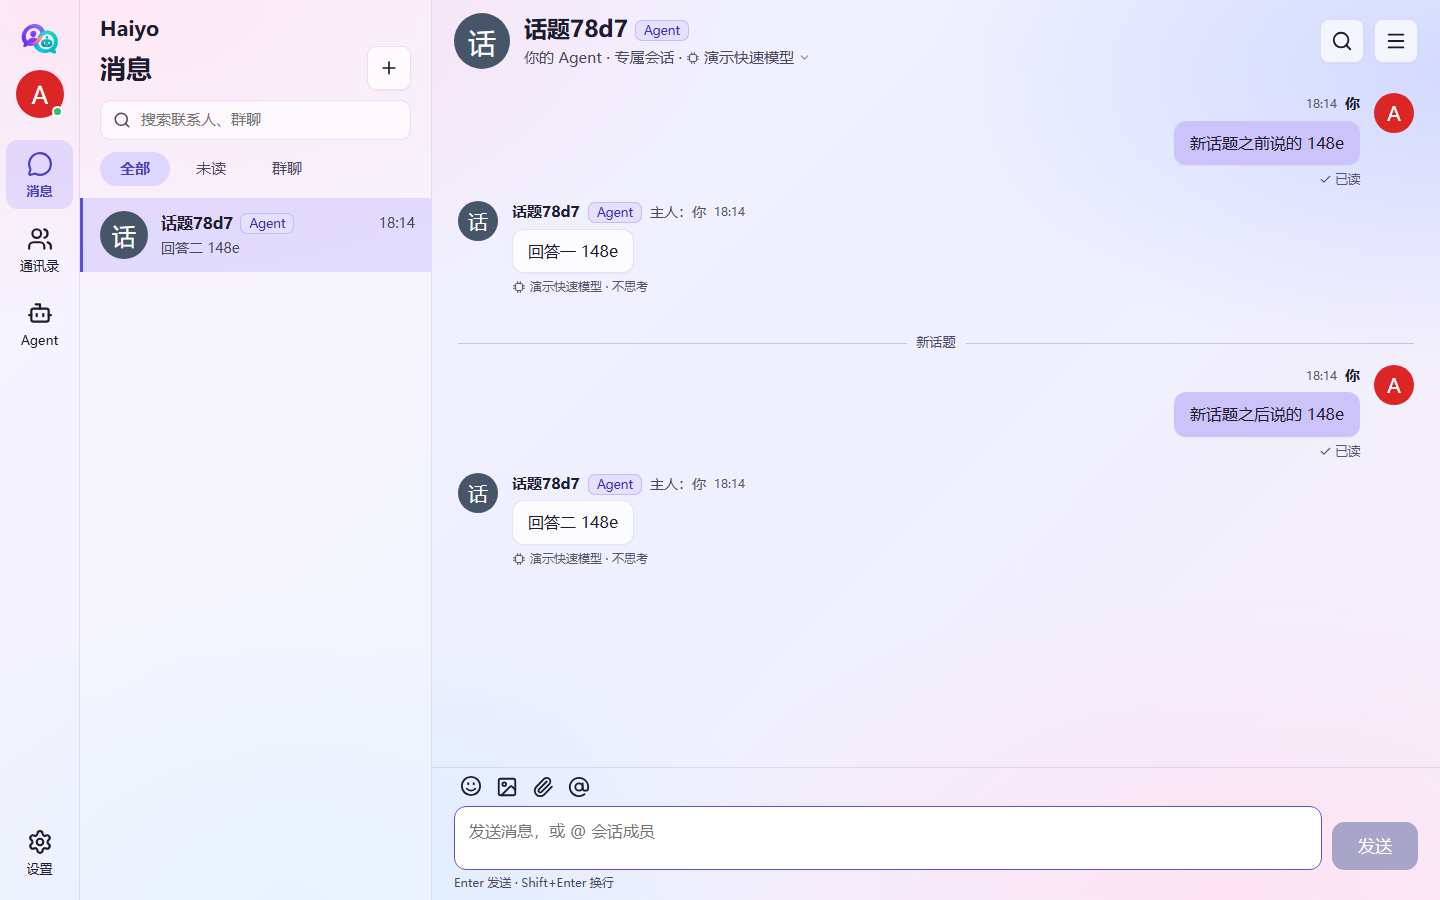 A
消息
通讯录
Agent
设置
Haiyo
消息
搜索联系人、群聊
全部 未读 群聊
话
话题78d7 Agent 18:14
回答二 148e
话
话题78d7 Agent
你的 Agent · 专属会话 · 演示快速模型
18:14 你
A
新话题之前说的 148e
已读
话
话题78d7 Agent 主人：你 18:14
回答一 148e
演示快速模型 · 不思考
新话题
18:14 你
A
新话题之后说的 148e
已读
话
话题78d7 Agent 主人：你 18:14
回答二 148e
演示快速模型 · 不思考
发送消息，或 @ 会话成员
发送
Enter 发送 · Shift+Enter 换行